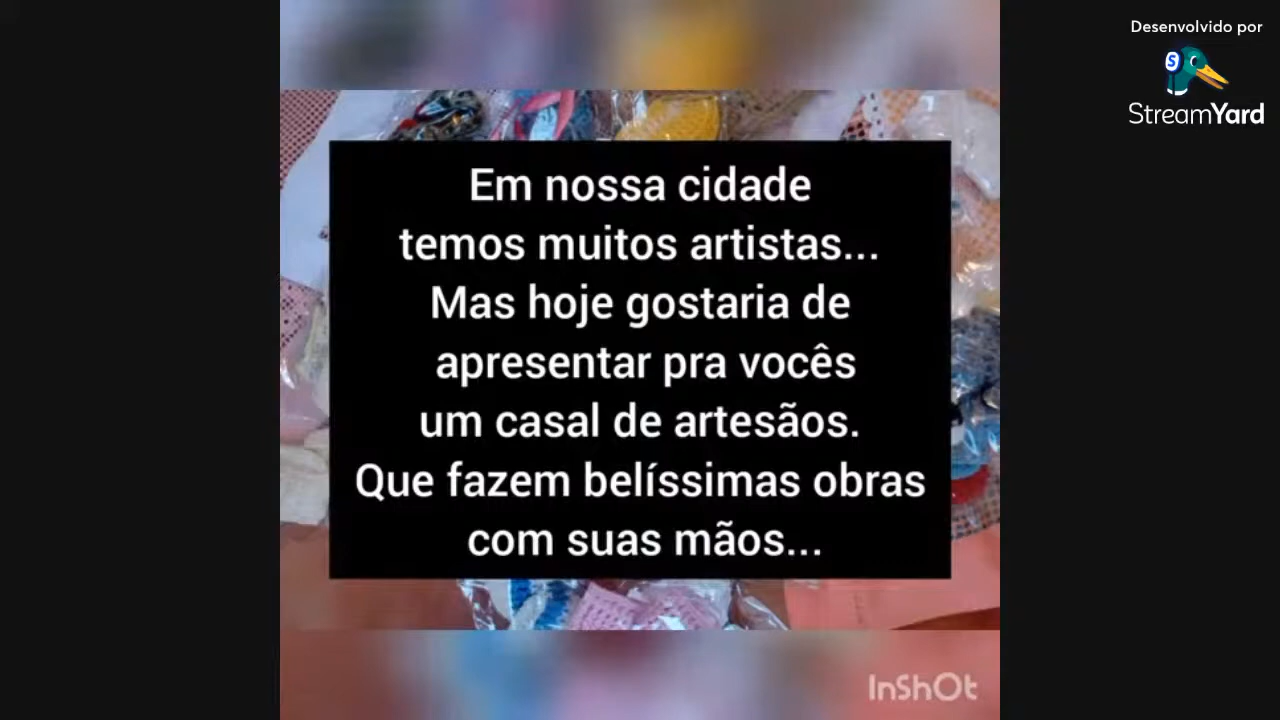 Desenvolvido por
StreamYard
Em nossa cidade
temos muitos artistas...
Mas hoje gostaria de
apresentar pra vocês
um casal de artesãos.
Que fazem belíssimas obras
com suas mãos...
InShOt